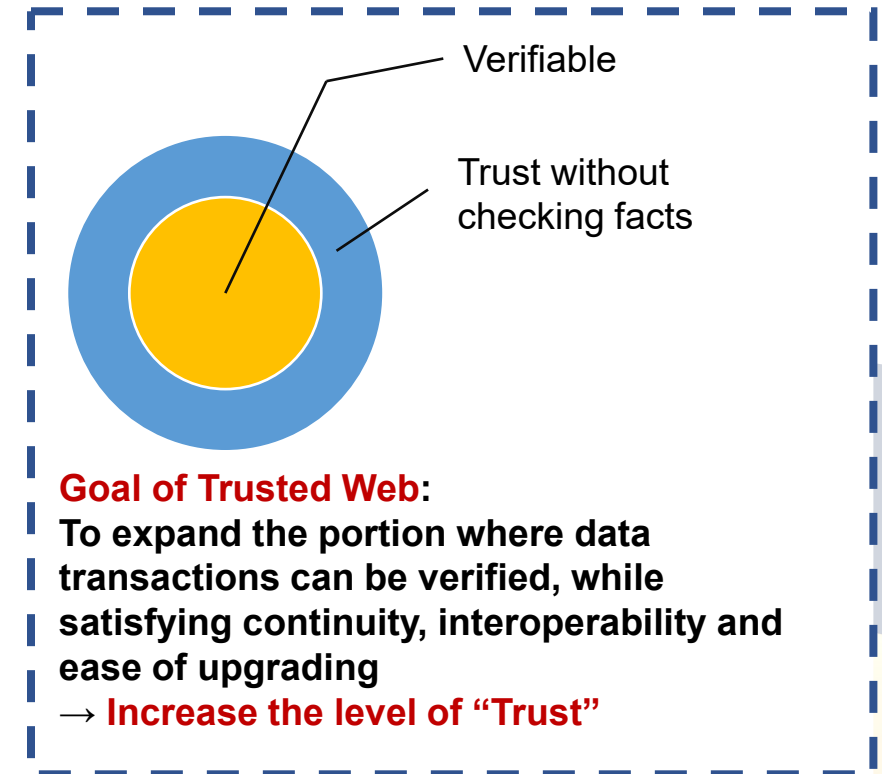 Verifiable
Trust without
checking facts
Goal of Trusted Web:
To expand the portion where data
transactions can be verified, while
satisfying continuity, interoperability and
ease of upgrading
→ Increase the level of “Trust”